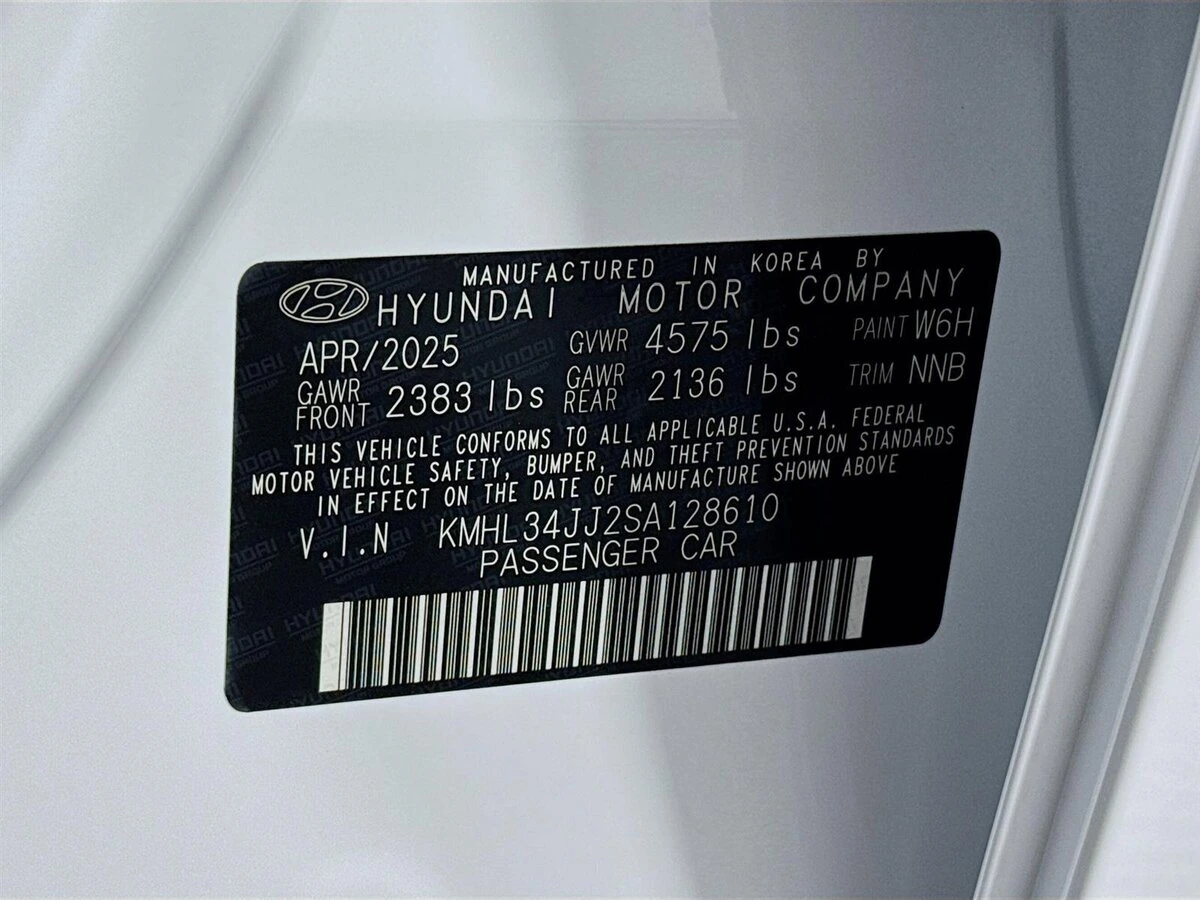 MANUFACTURED IN KOREA BY
HYUNDAI MOTOR COMPANY
APR/2025 GVWR 4575 lbs PAINT W6H
GAWR FRONT 2383 lbs GAWR REAR 2136 lbs TRIM NNB
THIS VEHICLE CONFORMS TO ALL APPLICABLE U.S.A. FEDERAL
MOTOR VEHICLE SAFETY, BUMPER, AND THEFT PREVENTION STANDARDS
IN EFFECT ON THE DATE OF MANUFACTURE SHOWN ABOVE
V.I.N KMHL34JJ2SA128610
PASSENGER CAR